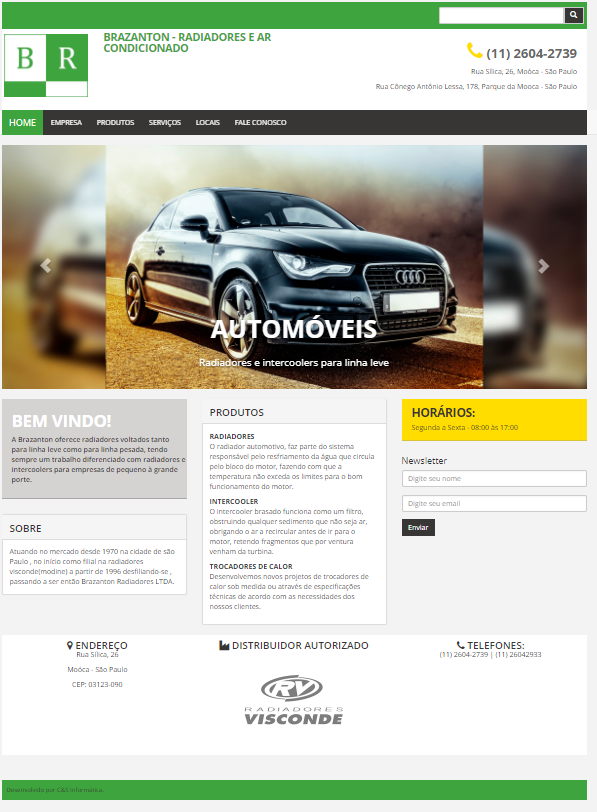 B R
BRAZANTON - RADIADORES E AR
CONDICIONADO
(11) 2604-2739
Rua Sílica, 26, Moóca - São Paulo
Rua Cônego Antônio Lessa, 178, Parque da Mooca - São Paulo
HOME EMPRESA PRODUTOS SERVIÇOS LOCAIS FALE CONOSCO
AUTOMÓVEIS
Radiadores e intercoolers para linha leve
BEM VINDO!
A Brazanton oferece radiadores voltados tanto
para linha leve como para linha pesada, tendo
sempre um trabalho diferenciado com radiadores e
intercoolers para empresas de pequeno à grande
porte.
SOBRE
Atuando no mercado desde 1970 na cidade de são
Paulo , no início como filial na radiadores
visconde(modine) a partir de 1996 desfiliando-se ,
passando a ser então Brazanton Radiadores LTDA.
PRODUTOS
RADIADORES
O radiador automotivo, faz parte do sistema
responsável pelo resfriamento da água que circula
pelo bloco do motor, fazendo com que a
temperatura não exceda os limites para o bom
funcionamento do motor.
INTERCOOLER
O intercooler brasado funciona como um filtro,
obstruindo qualquer sedimento que não seja ar,
obrigando o ar a recircular antes de ir para o
motor, retendo fragmentos que por ventura
venham da turbina.
TROCADORES DE CALOR
Desenvolvemos novos projetos de trocadores de
calor sob medida ou através de especificações
técnicas de acordo com as necessidades dos
nossos clientes.
HORÁRIOS:
Segunda a Sexta - 08:00 às 17:00
Newsletter
Digite seu nome
Digite seu email
Enviar
ENDEREÇO
Rua Sílica, 26
Moóca - São Paulo
CEP: 03123-090
DISTRIBUIDOR AUTORIZADO
RV
RADIADORES
VISCONDE
TELEFONES:
(11) 2604-2739 | (11) 26042933
Desenvolvido por C&S Informática.